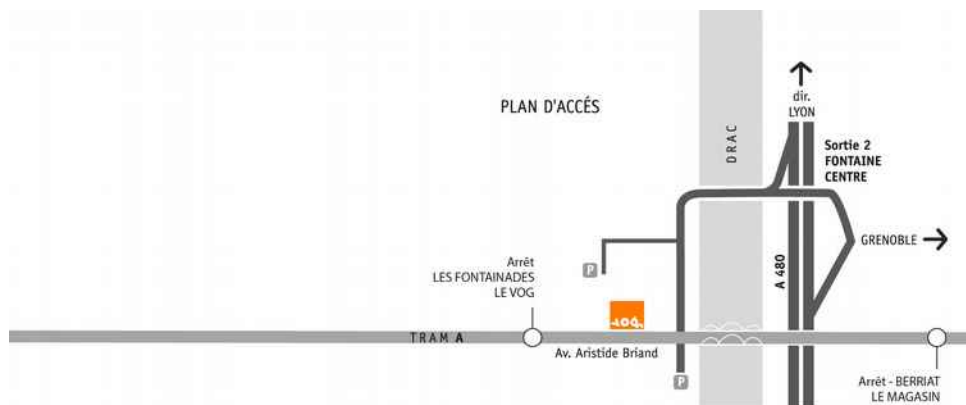 PLAN D'ACCÉS
DRAC
dir.
LYON
Sortie 2
FONTAINE
CENTRE
GRENOBLE
A 480
Arrêt
LES FONTAINADES
LE VOG
P
TRAM A
Av. Aristide Briand
P
Arrêt - BERRIAT
LE MAGASIN